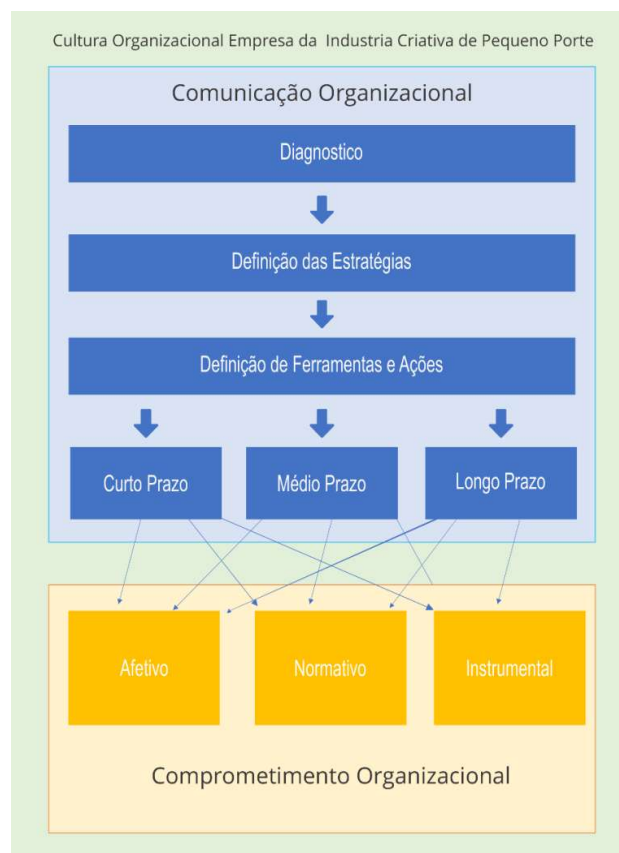 Cultura Organizacional Empresa da Industria Criativa de Pequeno Porte
Comunicação Organizacional
Diagnostico
Definição das Estratégias
Definição de Ferramentas e Ações
Curto Prazo
Médio Prazo
Longo Prazo
Afetivo
Normativo
Instrumental
Comprometimento Organizacional